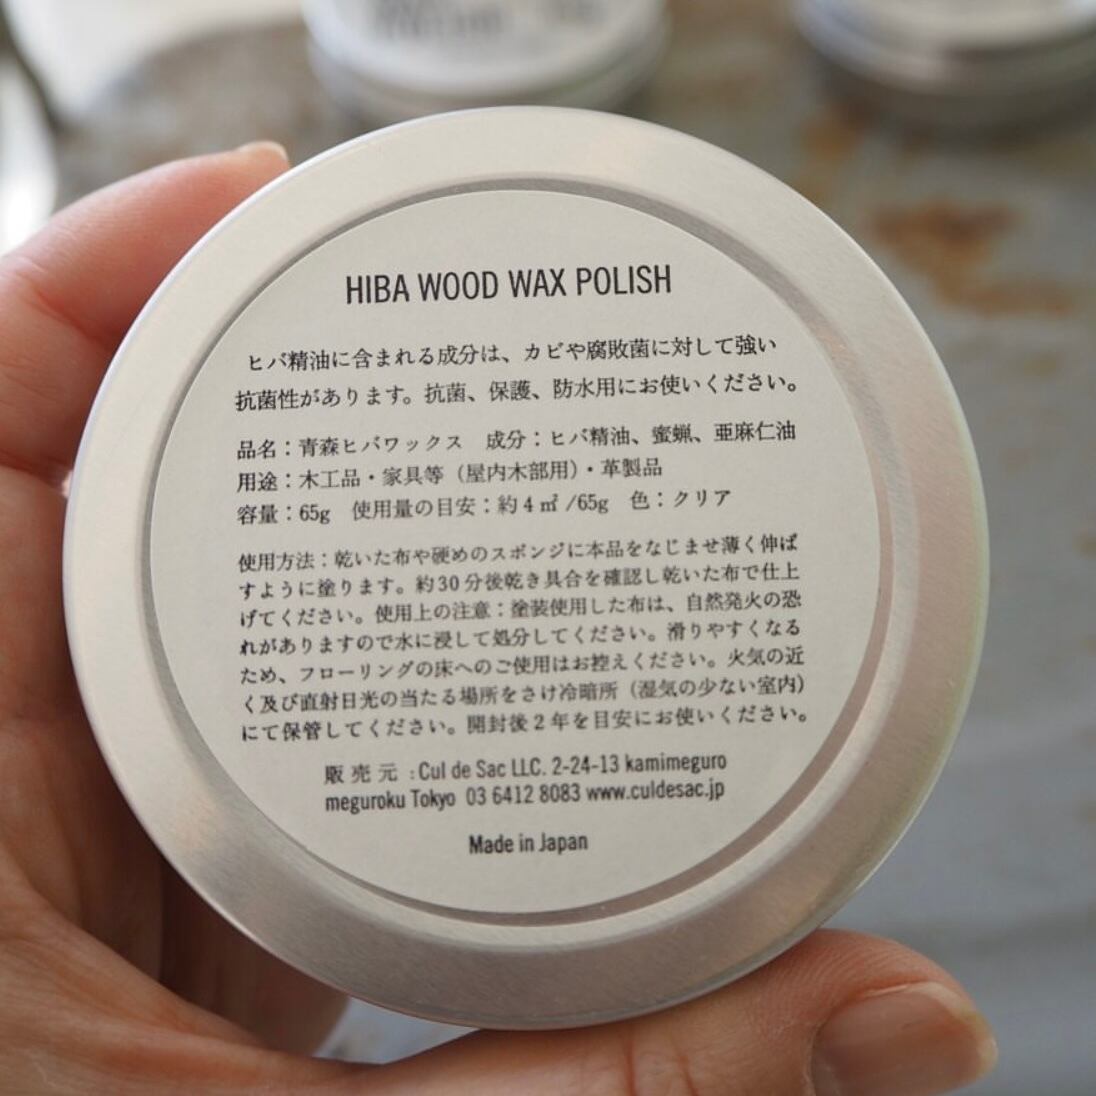 HIBA WOOD WAX POLISH
ヒバ精油に含まれる成分は、カビや腐敗菌に対して強い
抗菌性があります。抗菌、保護、防水用にお使いください。
品名：青森ヒバワックス　成分：ヒバ精油、蜜蝋、亜麻仁油
用途：木工品・家具等（屋内木部用）・革製品
容量：65g　使用量の目安：約4㎡/65g　色：クリア
使用方法：乾いた布や硬めのスポンジに本品をなじませ薄く伸ば
すように塗ります。約30分後乾き具合を確認し乾いた布で仕上
げてください。使用上の注意：塗装使用した布は、自然発火の恐
れがありますので水に浸して処分してください。滑りやすくなる
ため、フローリングの床へのご使用はお控えください。火気の近
く及び直射日光の当たる場所をさけ冷暗所（湿気の少ない室内）
にて保管してください。開封後2年を目安にお使いください。
販売元：Cul de Sac LLC. 2-24-13 kamimeguro
meguroku Tokyo 03 6412 8083 www.culdesac.jp
Made in Japan